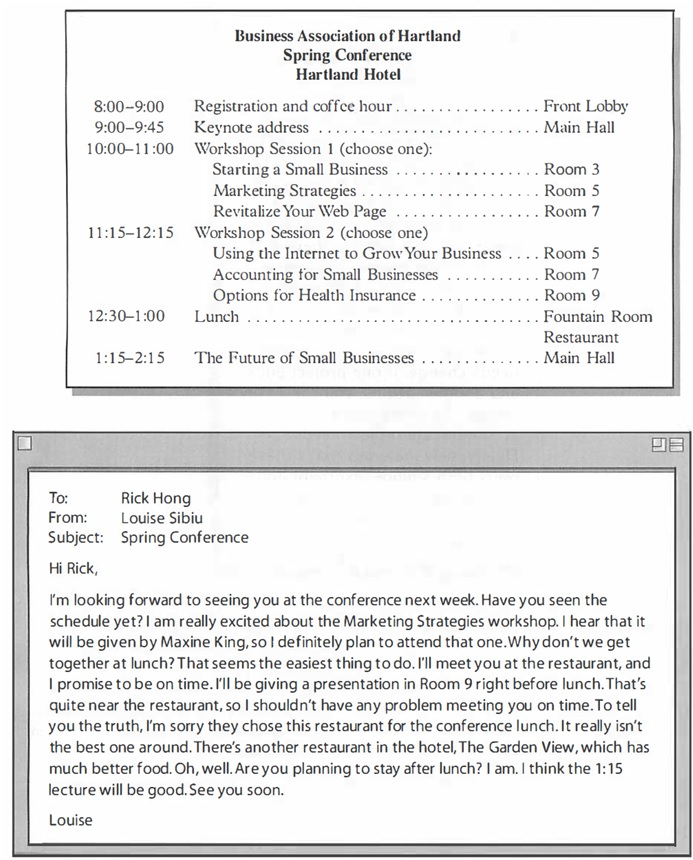 Business Association of Hartland
Spring Conference
Hartland Hotel
8:00–9:00 Registration and coffee hour . . . . . . . . . . . . . . . . . Front Lobby
9:00–9:45 Keynote address . . . . . . . . . . . . . . . . . . . . . . . . . . Main Hall
10:00–11:00 Workshop Session 1 (choose one):
Starting a Small Business . . . . . . . . . . . . . . . . . . Room 3
Marketing Strategies . . . . . . . . . . . . . . . . . . . . . . Room 5
Revitalize Your Web Page . . . . . . . . . . . . . . . . . Room 7
11:15–12:15 Workshop Session 2 (choose one)
Using the Internet to Grow Your Business . . . . Room 5
Accounting for Small Businesses . . . . . . . . . . . Room 7
Options for Health Insurance . . . . . . . . . . . . . . Room 9
12:30–1:00 Lunch . . . . . . . . . . . . . . . . . . . . . . . . . . . . . . . . . . . Fountain Room
Restaurant
1:15–2:15 The Future of Small Businesses . . . . . . . . . . . . . . Main Hall
To: Rick Hong
From: Louise Sibiu
Subject: Spring Conference
Hi Rick,
I'm looking forward to seeing you at the conference next week. Have you seen the
schedule yet? I am really excited about the Marketing Strategies workshop. I hear that it
will be given by Maxine King, so I definitely plan to attend that one. Why don't we get
together at lunch? That seems the easiest thing to do. I'll meet you at the restaurant, and
I promise to be on time. I'll be giving a presentation in Room 9 right before lunch. That's
quite near the restaurant, so I shouldn't have any problem meeting you on time. To tell
you the truth, I'm sorry they chose this restaurant for the conference lunch. It really isn't
the best one around. There's another restaurant in the hotel, The Garden View, which has
much better food. Oh, well. Are you planning to stay after lunch? I am. I think the 1:15
lecture will be good. See you soon.
Louise